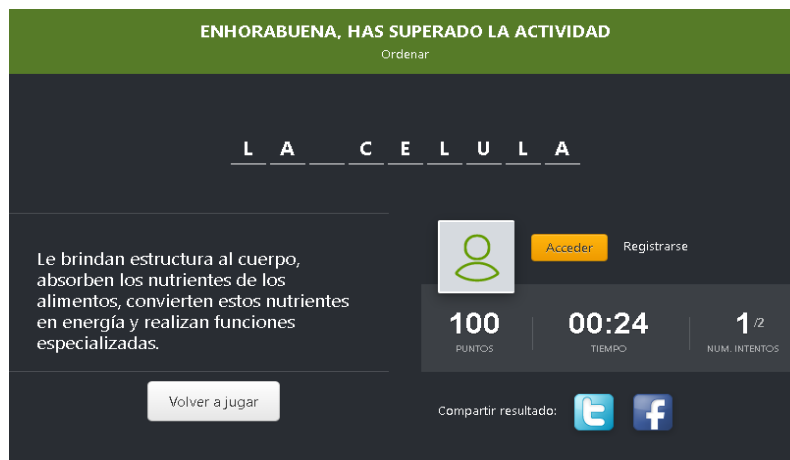 ENHORABUENA, HAS SUPERADO LA ACTIVIDAD
Ordenar
LA CELULA
Le brindan estructura al cuerpo,
absorben los nutrientes de los
alimentos, convierten estos nutrientes
en energía y realizan funciones
especializadas.
Volver a jugar
Acceder Registrarse
100 00:24 1/2
PUNTOS TIEMPO NUM. INTENTOS
Compartir resultado: